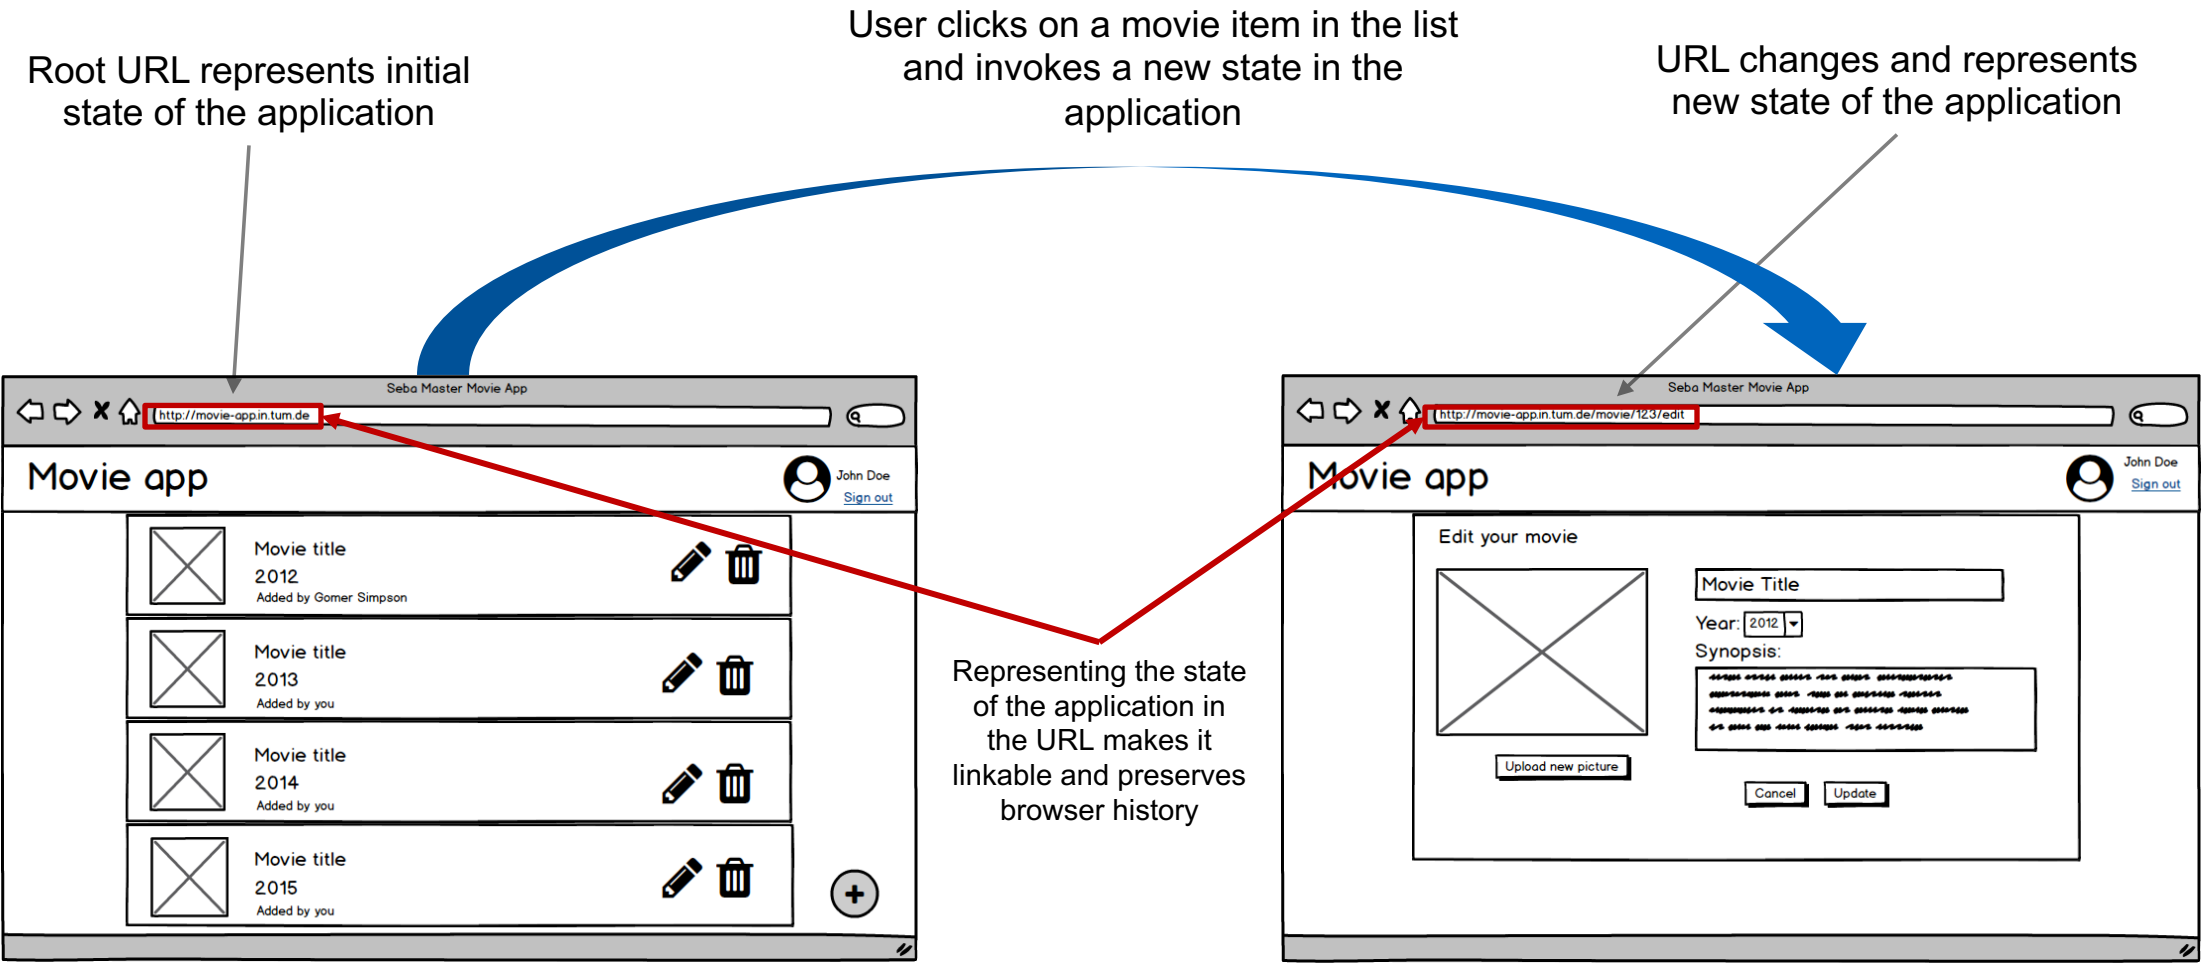 User clicks on a movie item in the list
and invokes a new state in the
application
Root URL represents initial
state of the application
URL changes and represents
new state of the application
Seba Master Movie App
http://movie-app.in.tum.de
Movie app
John Doe
Sign out
Movie title
2012
Added by Gomer Simpson
Movie title
2013
Added by you
Movie title
2014
Added by you
Movie title
2015
Added by you
Representing the state
of the application in
the URL makes it
linkable and preserves
browser history
Seba Master Movie App
http://movie-app.in.tum.de/movie/123/edit
Movie app
John Doe
Sign out
Edit your movie
Movie Title
Year: 2012
Synopsis:
Upload new picture
Cancel Update